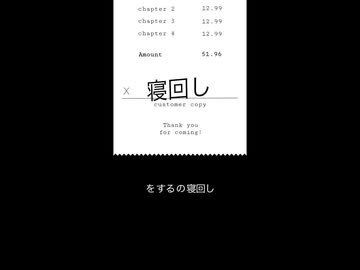 chapter 2 12.99
chapter 3 12.99
chapter 4 12.99
Amount 51.96
X 寝回し
customer copy
Thank you
for coming!
をするの寝回し